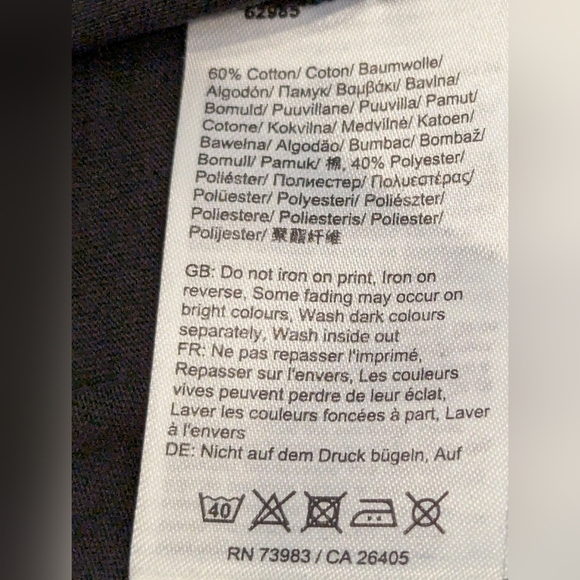 62985
60% Cotton/ Coton/ Baumwolle/
Algodón/ Памук/ Βαμβάκι/ Bavlna/
Bomuld/ Puuvillane/ Puuvilla/ Pamut/
Cotone/ Kokvilna/ Medvilnė/ Katoen/
Bawełna/ Algodão/ Bumbac/ Bombaž/
Bomull/ Pamuk/ 棉, 40% Polyester/
Poliéster/ Полиестер/ Πολυεστέρας/
Polüester/ Polyesteri/ Poliészter/
Poliestere/ Poliesteris/ Poliester/
Polijester/ 聚酯纤维
GB: Do not iron on print, Iron on
reverse, Some fading may occur on
bright colours, Wash dark colours
separately, Wash inside out
FR: Ne pas repasser l'imprimé,
Repasser sur l'envers, Les couleurs
vives peuvent perdre de leur éclat,
Laver les couleurs foncées à part, Laver
à l'envers
DE: Nicht auf dem Druck bügeln, Auf
40
RN 73983 / CA 26405